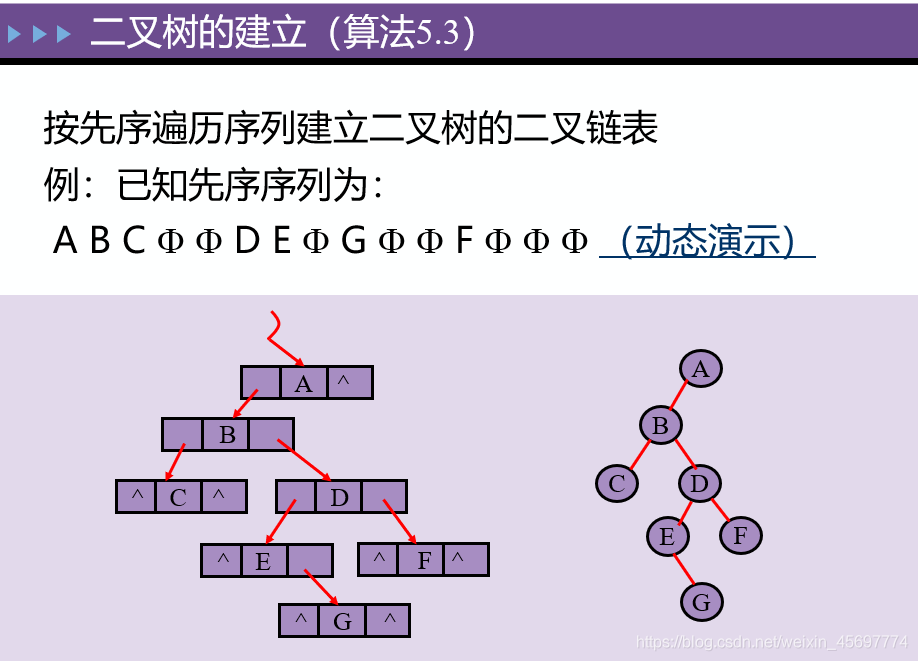 二叉树的建立（算法5.3）
按先序遍历序列建立二叉树的二叉链表
例：已知先序序列为：
A B C Φ Φ D E Φ G Φ Φ F Φ Φ Φ （动态演示）
A ^
B
^ C ^
D
^ E
^ F ^
^ G ^
A
B
C D
E F
G
https://blog.csdn.net/weixin_45697774